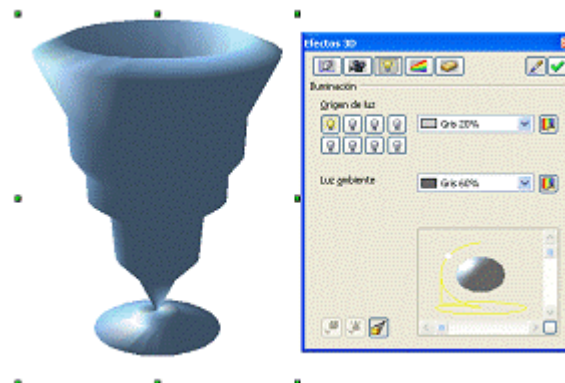 Efectos 3D
Iluminación
Origen de luz
Gris 20%
Luz ambiente
Gris 60%